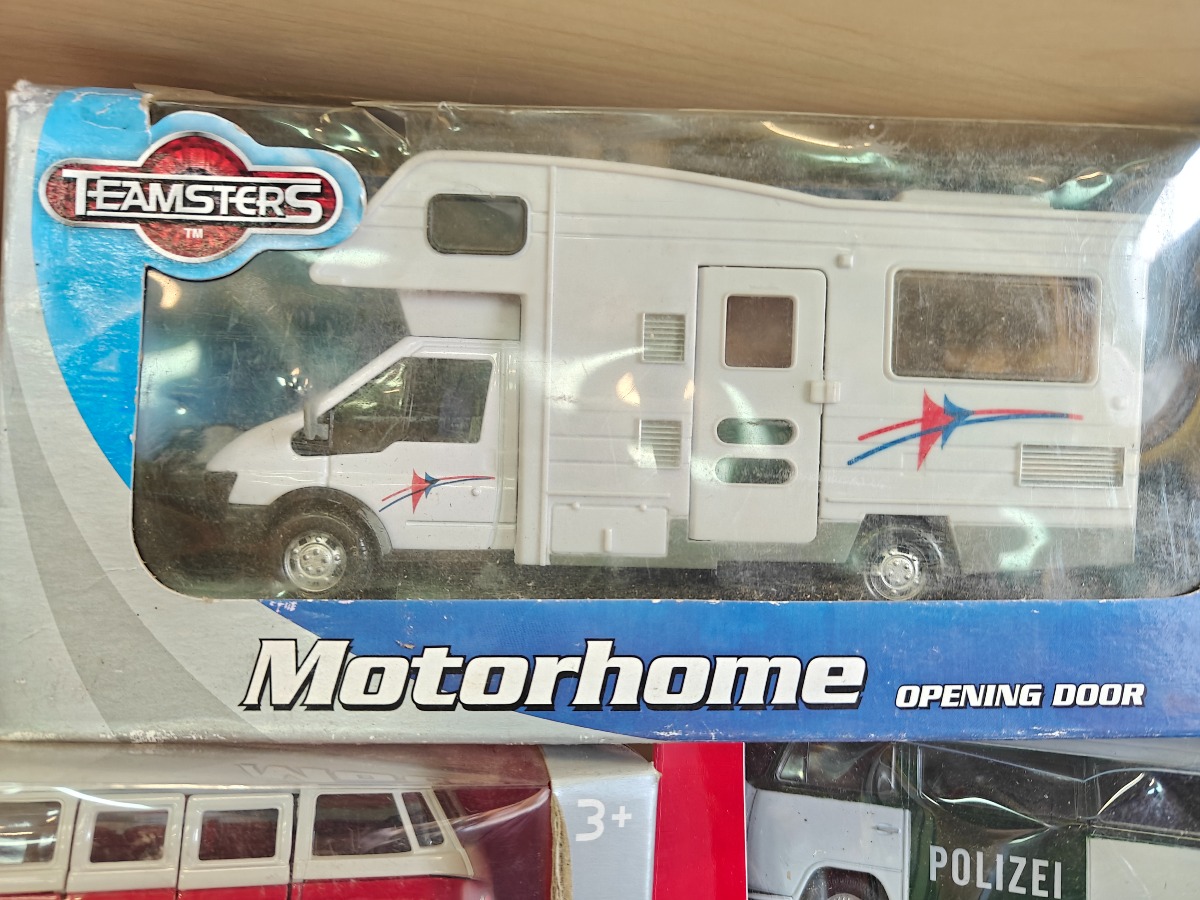 TEAMSTERS
TM
Motorhome OPENING DOOR
3+
POLIZEI